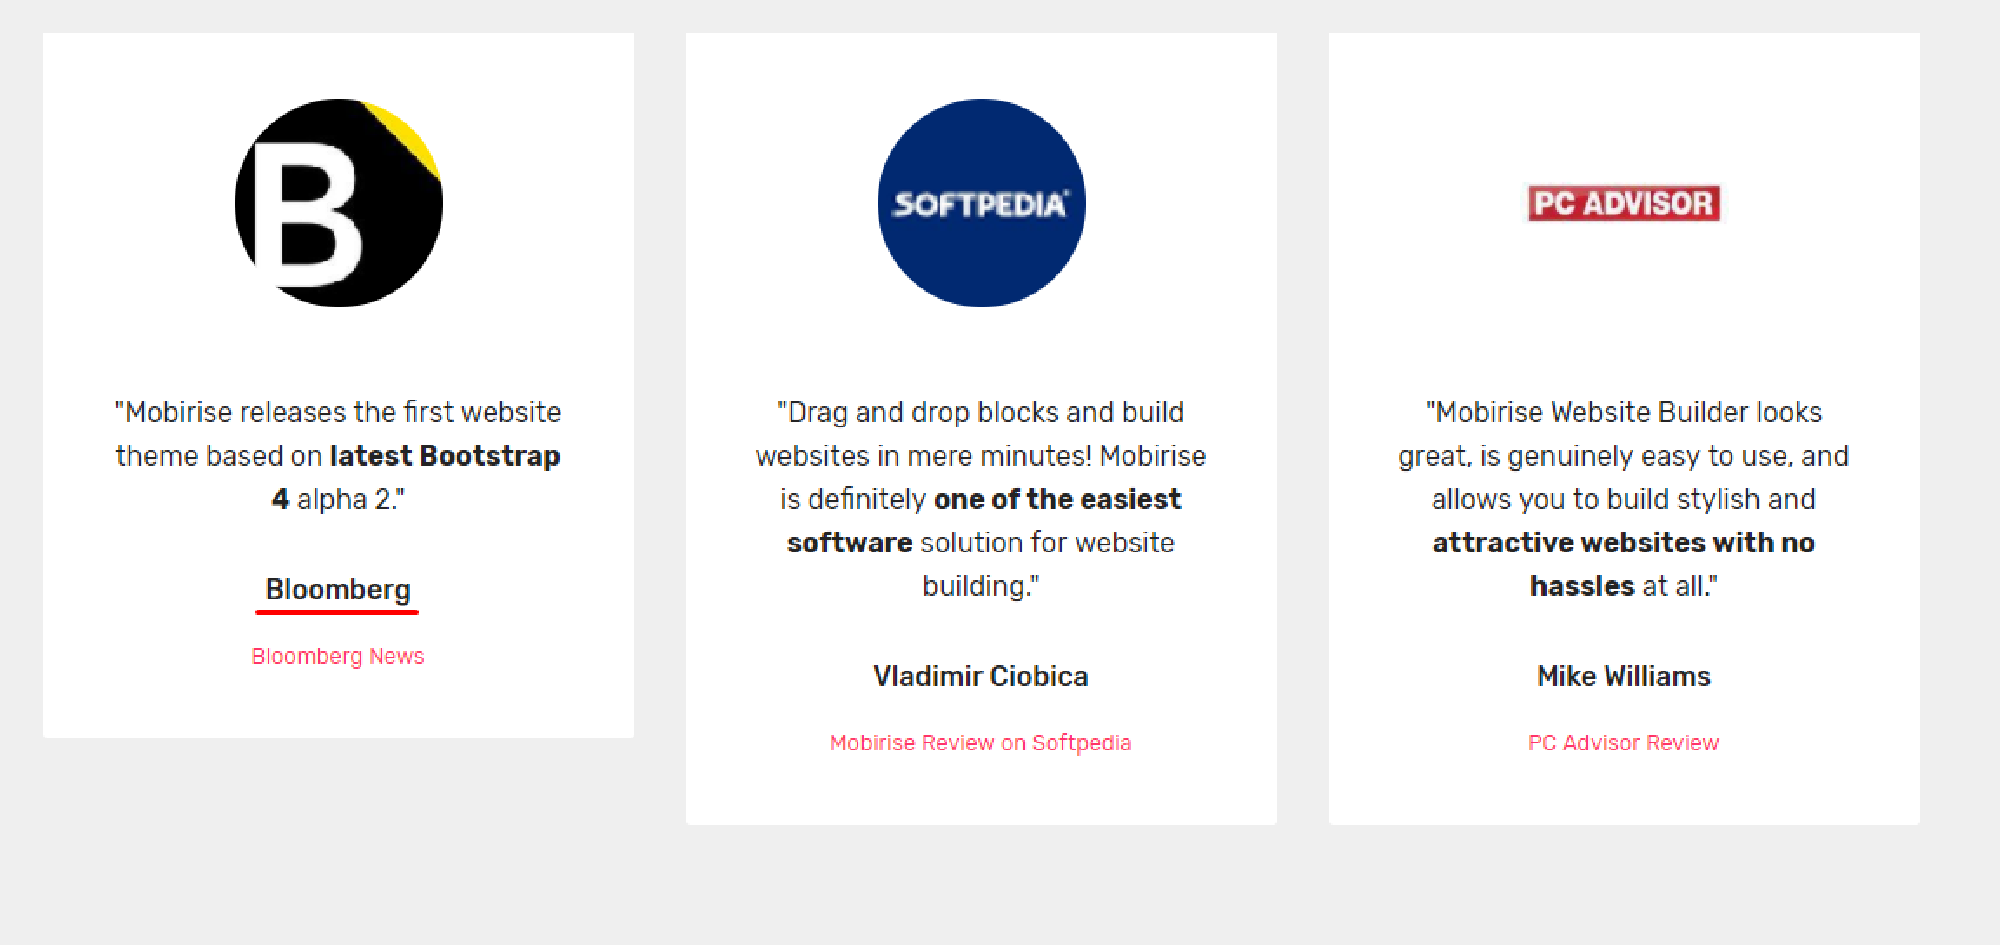 B
"Mobirise releases the first website
theme based on latest Bootstrap
4 alpha 2."
Bloomberg
Bloomberg News
SOFTPEDIA®
"Drag and drop blocks and build
websites in mere minutes! Mobirise
is definitely one of the easiest
software solution for website
building."
Vladimir Ciobica
Mobirise Review on Softpedia
PC ADVISOR
"Mobirise Website Builder looks
great, is genuinely easy to use, and
allows you to build stylish and
attractive websites with no
hassles at all."
Mike Williams
PC Advisor Review